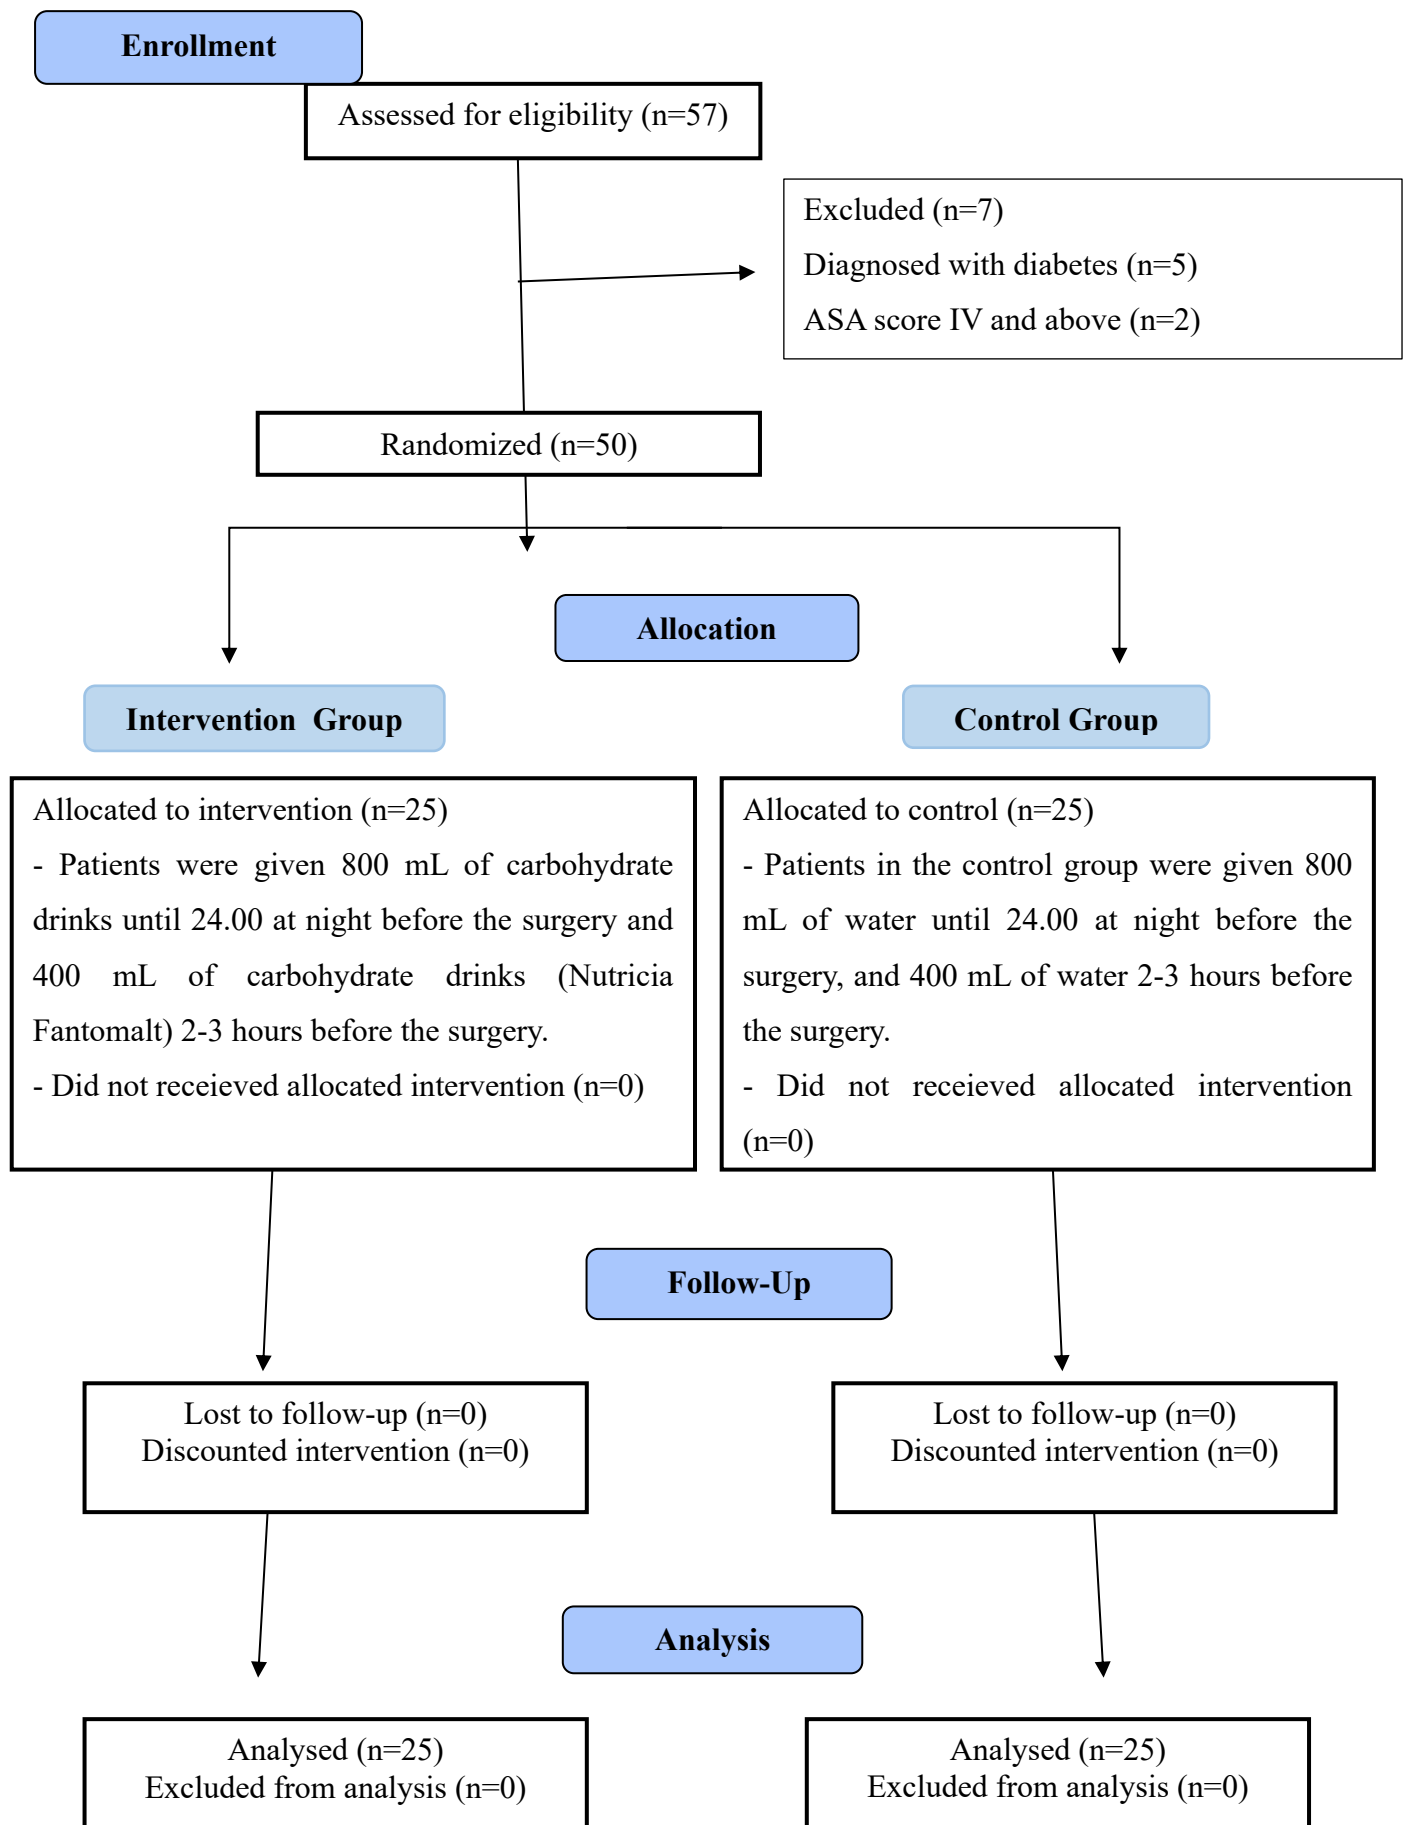 Enrollment
Assessed for eligibility (n=57)
Excluded (n=7)
Diagnosed with diabetes (n=5)
ASA score IV and above (n=2)
Randomized (n=50)
Allocation
Intervention  Group
Control Group
Allocated to intervention (n=25)
- Patients were given 800 mL of carbohydrate
drinks until 24.00 at night before the surgery and
400 mL of carbohydrate drinks (Nutricia
Fantomalt) 2-3 hours before the surgery.
- Did not receieved allocated intervention (n=0)
Allocated to control (n=25)
- Patients in the control group were given 800
mL of water until 24.00 at night before the
surgery, and 400 mL of water 2-3 hours before
the surgery.
- Did not receieved allocated intervention
(n=0)
Follow-Up
Lost to follow-up (n=0)
Discounted intervention (n=0)
Lost to follow-up (n=0)
Discounted intervention (n=0)
Analysis
Analysed (n=25)
Excluded from analysis (n=0)
Analysed (n=25)
Excluded from analysis (n=0)